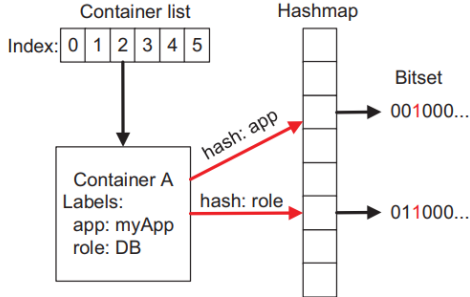 Container list
Hashmap
Index: 0 1 2 3 4 5
Bitset
001000...
hash: app
Container A
Labels:
app: myApp
role: DB
hash: role
011000...